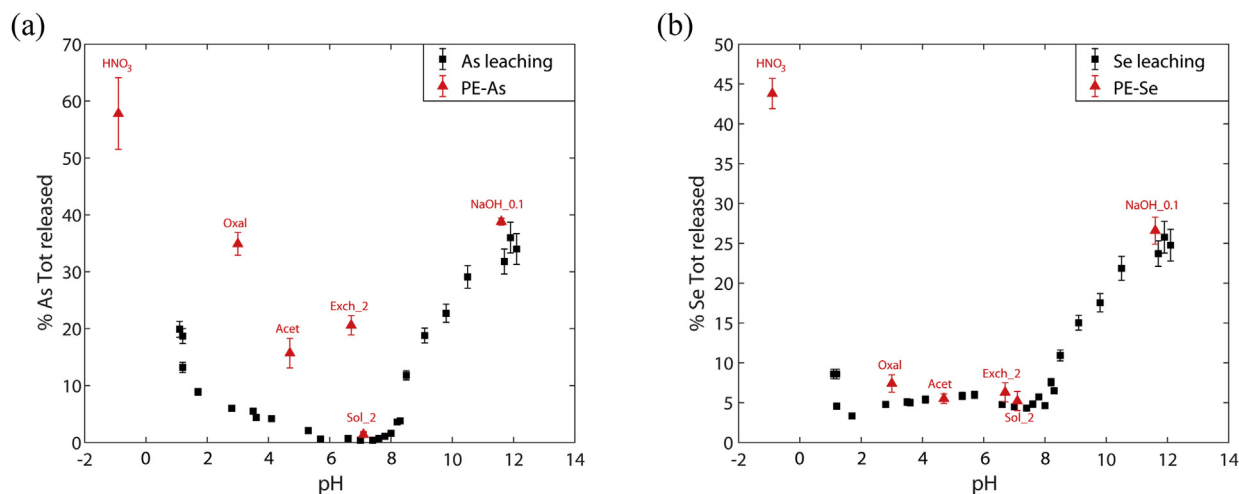 (a)
70
60
50
40
30
20
10
0
% As Tot released
-2 0 2 4 6 8 10 12 14
pH
As leaching
PE-As
HNO3
Oxal
Acet
Exch_2
Sol_2
NaOH_0.1
(b)
50
45
40
35
30
25
20
15
10
5
0
% Se Tot released
-2 0 2 4 6 8 10 12 14
pH
Se leaching
PE-Se
HNO3
Oxal
Acet
Exch_2
Sol_2
NaOH_0.1